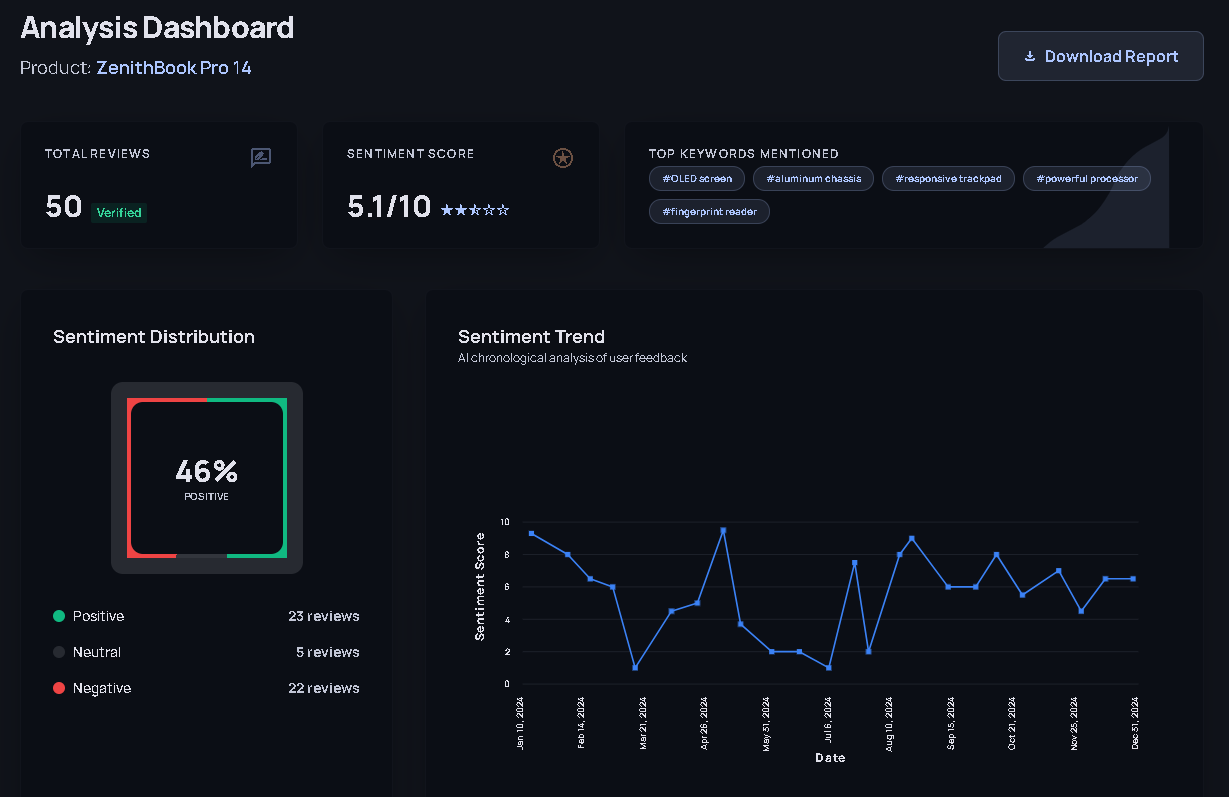 Analysis Dashboard
Product: ZenithBook Pro 14
Download Report
TOTAL REVIEWS
50 Verified
SENTIMENT SCORE
5.1/10
TOP KEYWORDS MENTIONED
#OLED screen #aluminum chassis #responsive trackpad #powerful processor
#fingerprint reader
Sentiment Distribution
46%
POSITIVE
Positive 23 reviews
Neutral 5 reviews
Negative 22 reviews
Sentiment Trend
AI chronological analysis of user feedback
Sentiment Score
10
8
6
4
2
0
Jan 10, 2024
Feb 14, 2024
Mar 21, 2024
Apr 26, 2024
May 31, 2024
Jul 6, 2024
Aug 10, 2024
Sep 15, 2024
Oct 21, 2024
Nov 25, 2024
Dec 31, 2024
Date